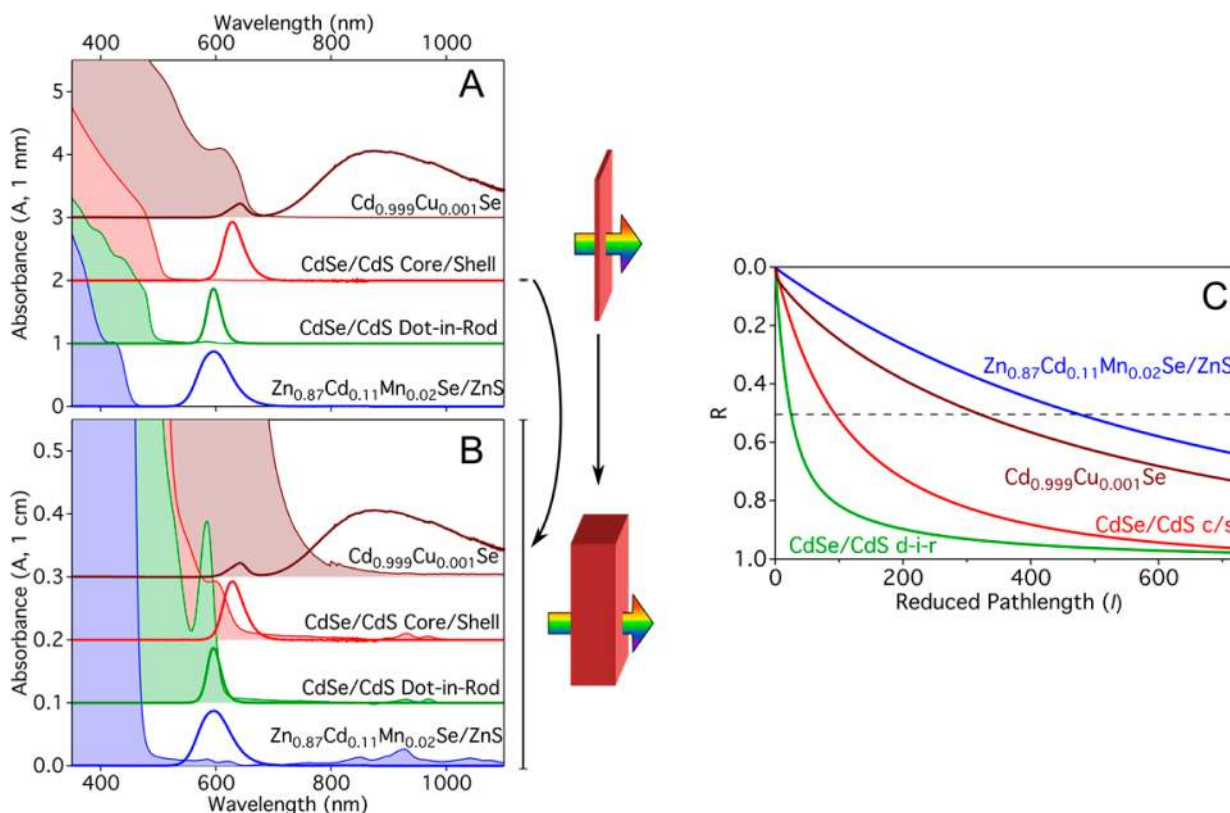 Wavelength (nm)
400 600 800 1000
A
Absorbance (A, 1 mm)
5
4
3
2
1
0
Cd0.999Cu0.001Se
CdSe/CdS Core/Shell
CdSe/CdS Dot-in-Rod
Zn0.87Cd0.11Mn0.02Se/ZnS
B
Absorbance (A, 1 cm)
0.5
0.4
0.3
0.2
0.1
0.0
Cd0.999Cu0.001Se
CdSe/CdS Core/Shell
CdSe/CdS Dot-in-Rod
Zn0.87Cd0.11Mn0.02Se/ZnS
400 600 800 1000
Wavelength (nm)
C
R
0.0
0.2
0.4
0.6
0.8
1.0
Zn0.87Cd0.11Mn0.02Se/ZnS
Cd0.999Cu0.001Se
CdSe/CdS c/s
CdSe/CdS d-i-r
0 200 400 600
Reduced Pathlength (l)